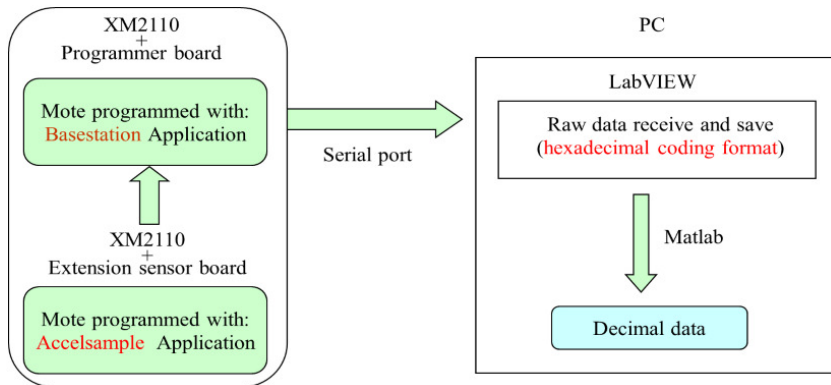 XM2110
+
Programmer board
Mote programmed with:
Basestation Application
XM2110
+
Extension sensor board
Mote programmed with:
Accelsample Application
Serial port
PC
LabVIEW
Raw data receive and save
(hexadecimal coding format)
Matlab
Decimal data